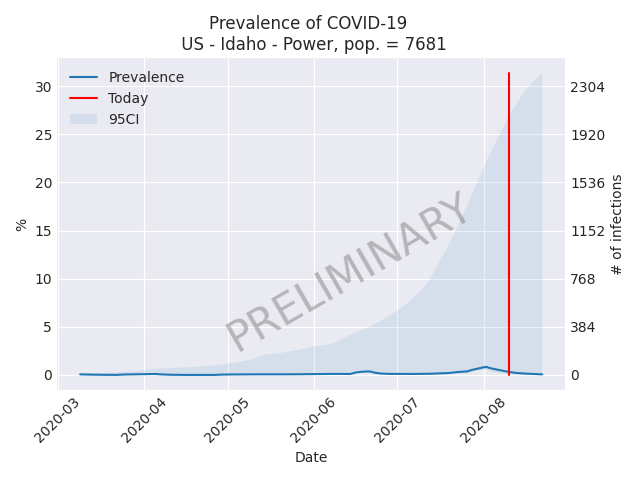 Prevalence of COVID-19
US - Idaho - Power, pop. = 7681
Prevalence
Today
95CI
30
25
20
15
10
5
0
%
2304
1920
1536
1152
768
384
0
# of infections
PRELIMINARY
2020-03
2020-04
2020-05
2020-06
2020-07
2020-08
Date